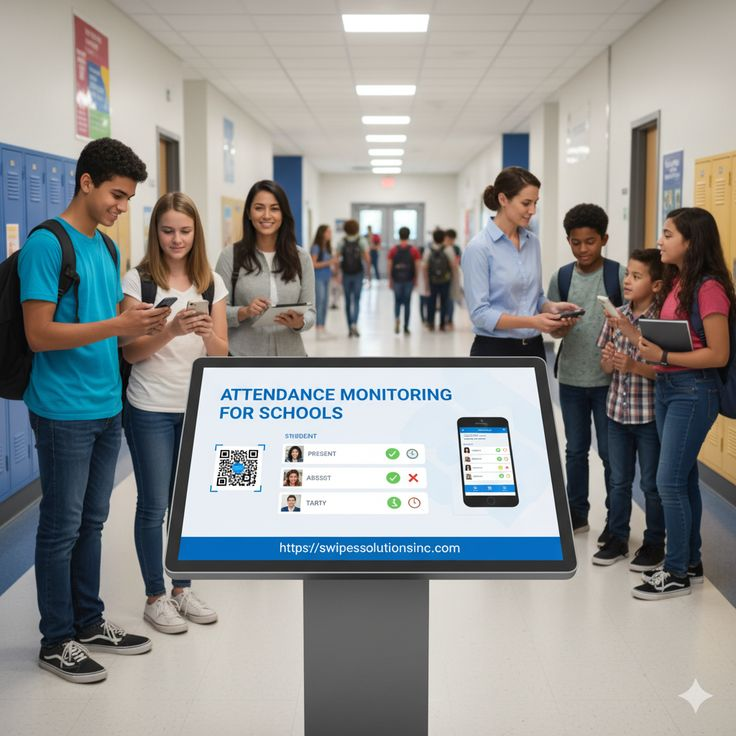 ATTENDANCE MONITORING
FOR SCHOOLS
STUDENT
PRESENT
ABSSGT
TARTY
https://swipessolutionsinc.com